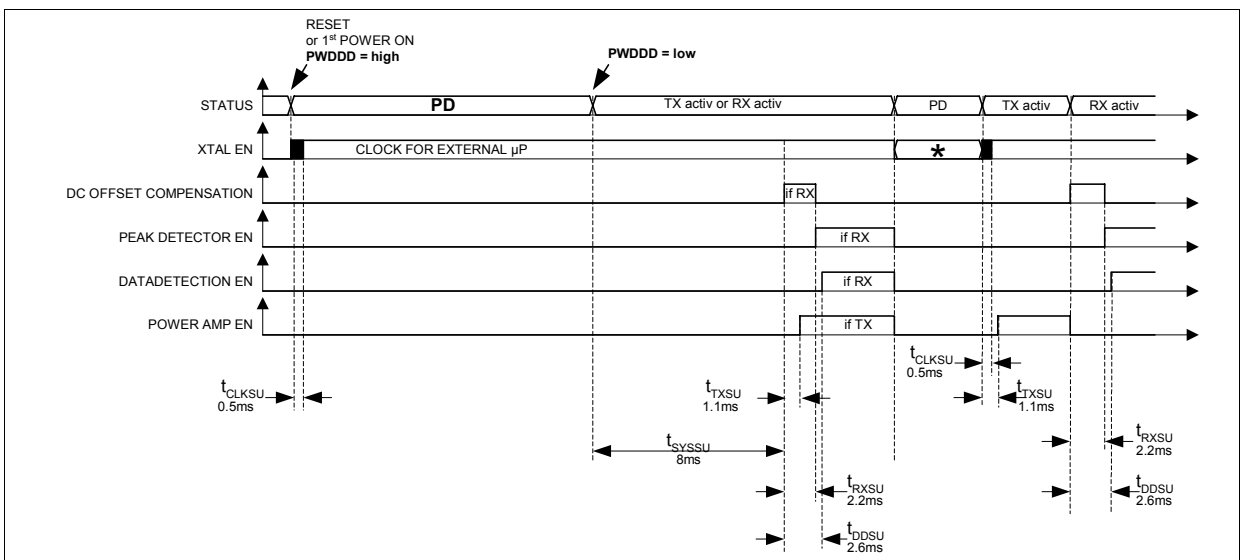 RESET
or 1st POWER ON
PWDDD = high
PWDDD = low
STATUS
PD
TX activ or RX activ
PD
TX activ
RX activ
XTAL EN
CLOCK FOR EXTERNAL µP
*
DC OFFSET COMPENSATION
if RX
PEAK DETECTOR EN
if RX
DATADETECTION EN
if RX
POWER AMP EN
if TX
tCLKSU
0.5ms
tCLKSU
0.5ms
tTXSU
1.1ms
tTXSU
1.1ms
tSYSSU
8ms
tRXSU
2.2ms
tRXSU
2.2ms
tDDSU
2.6ms
tDDSU
2.6ms